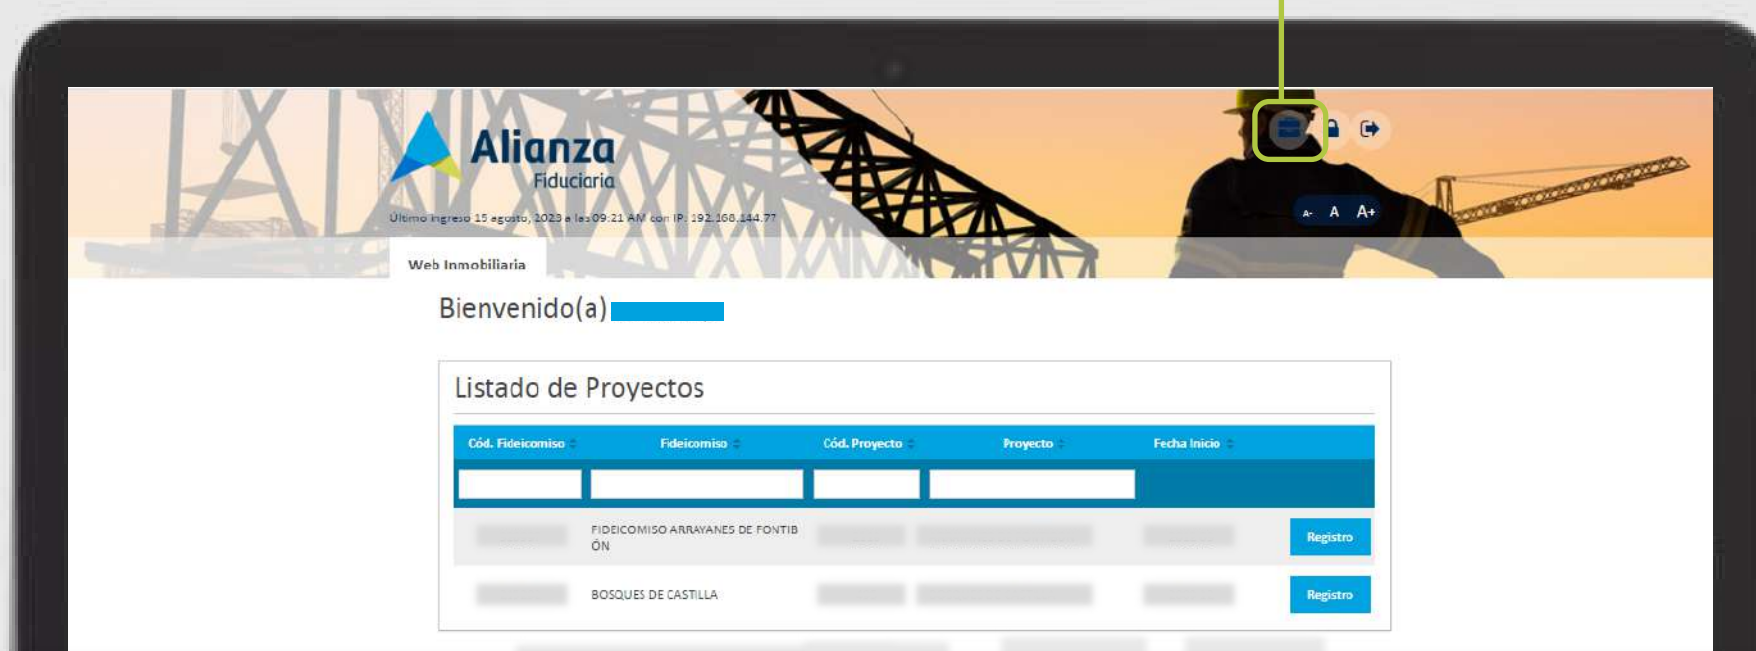 Alianza
Fiduciaria
Último ingreso 15 agosto, 2023 a las 09:21 AM con IP: 192.168.144.77
A- A A+
Web Inmobiliaria
Bienvenido(a)
Listado de Proyectos
Cód. Fideicomiso Fideicomiso Cód. Proyecto Proyecto Fecha Inicio
FIDEICOMISO ARRAYANES DE FONTIB
ÓN
Registro
BOSQUES DE CASTILLA Registro